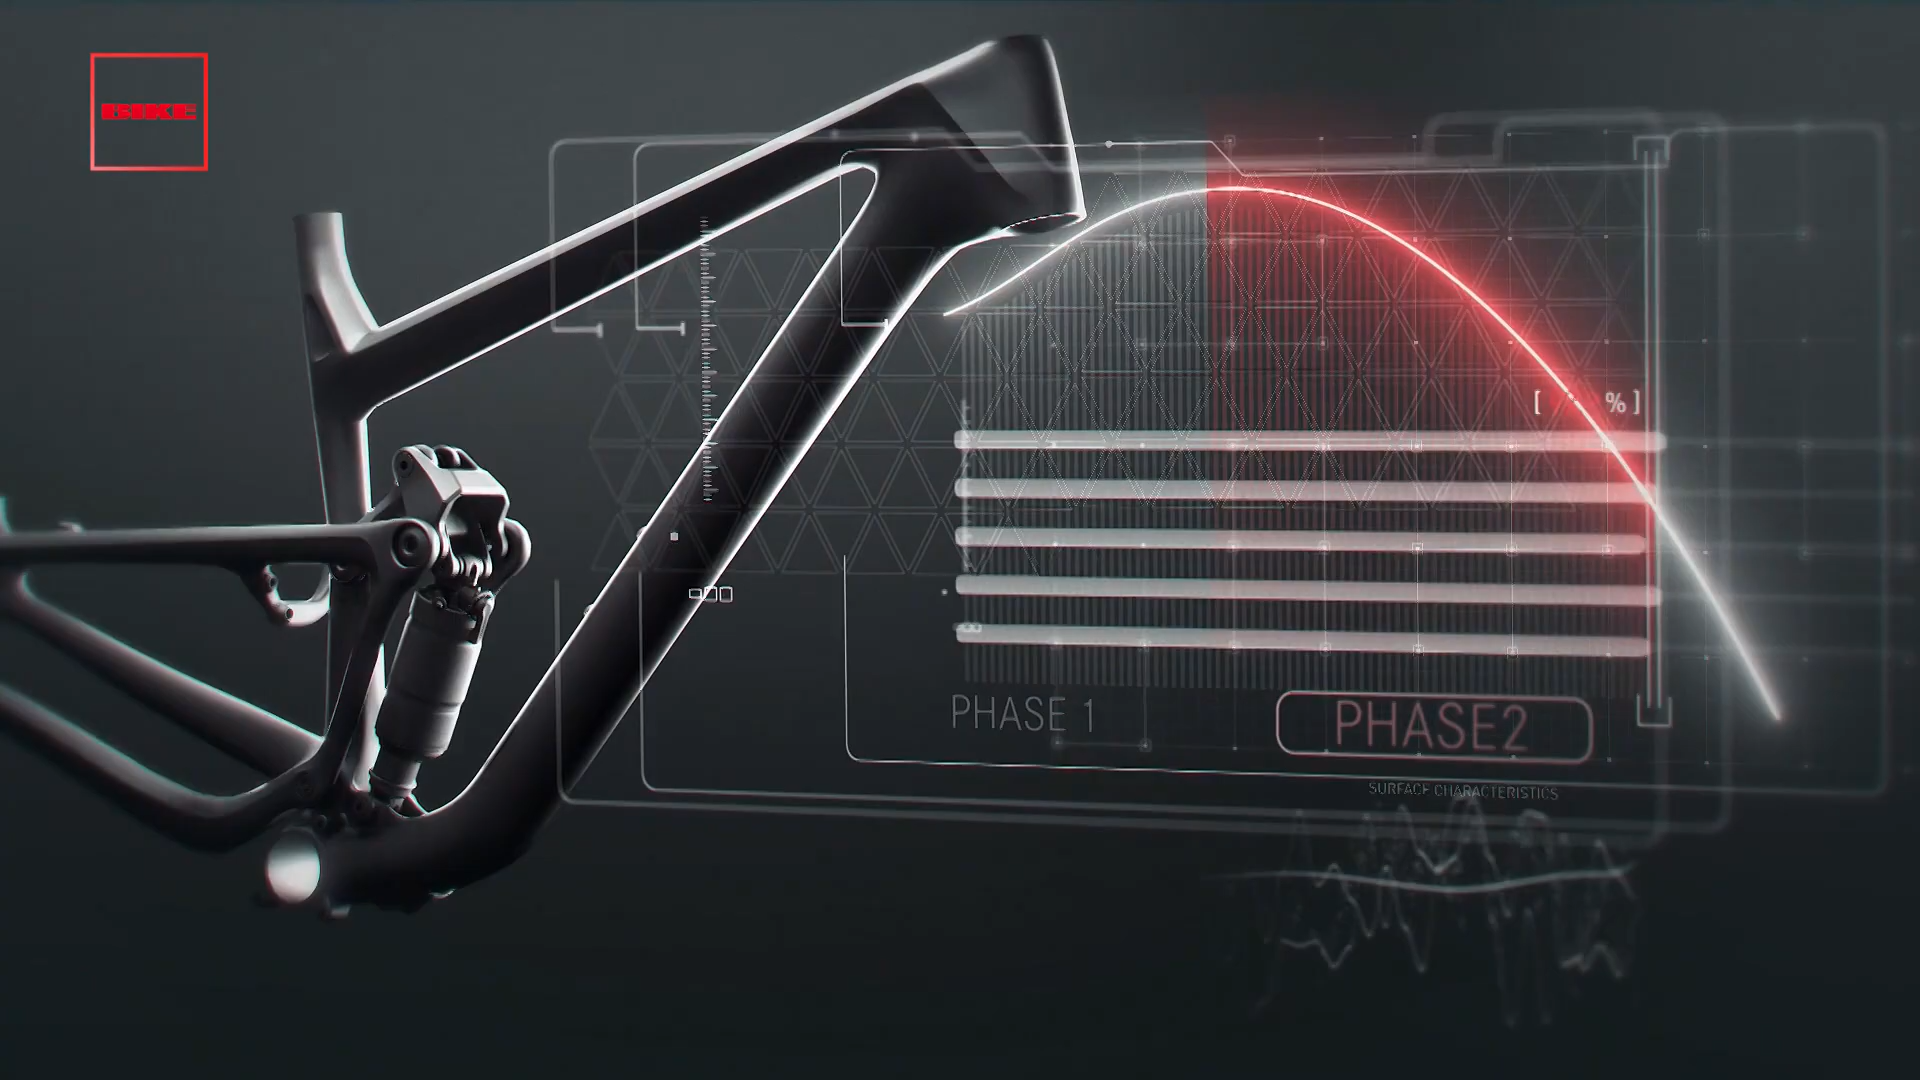 BIKE
[ %]
PHASE 1
PHASE2
SURFACE CHARACTERISTICS